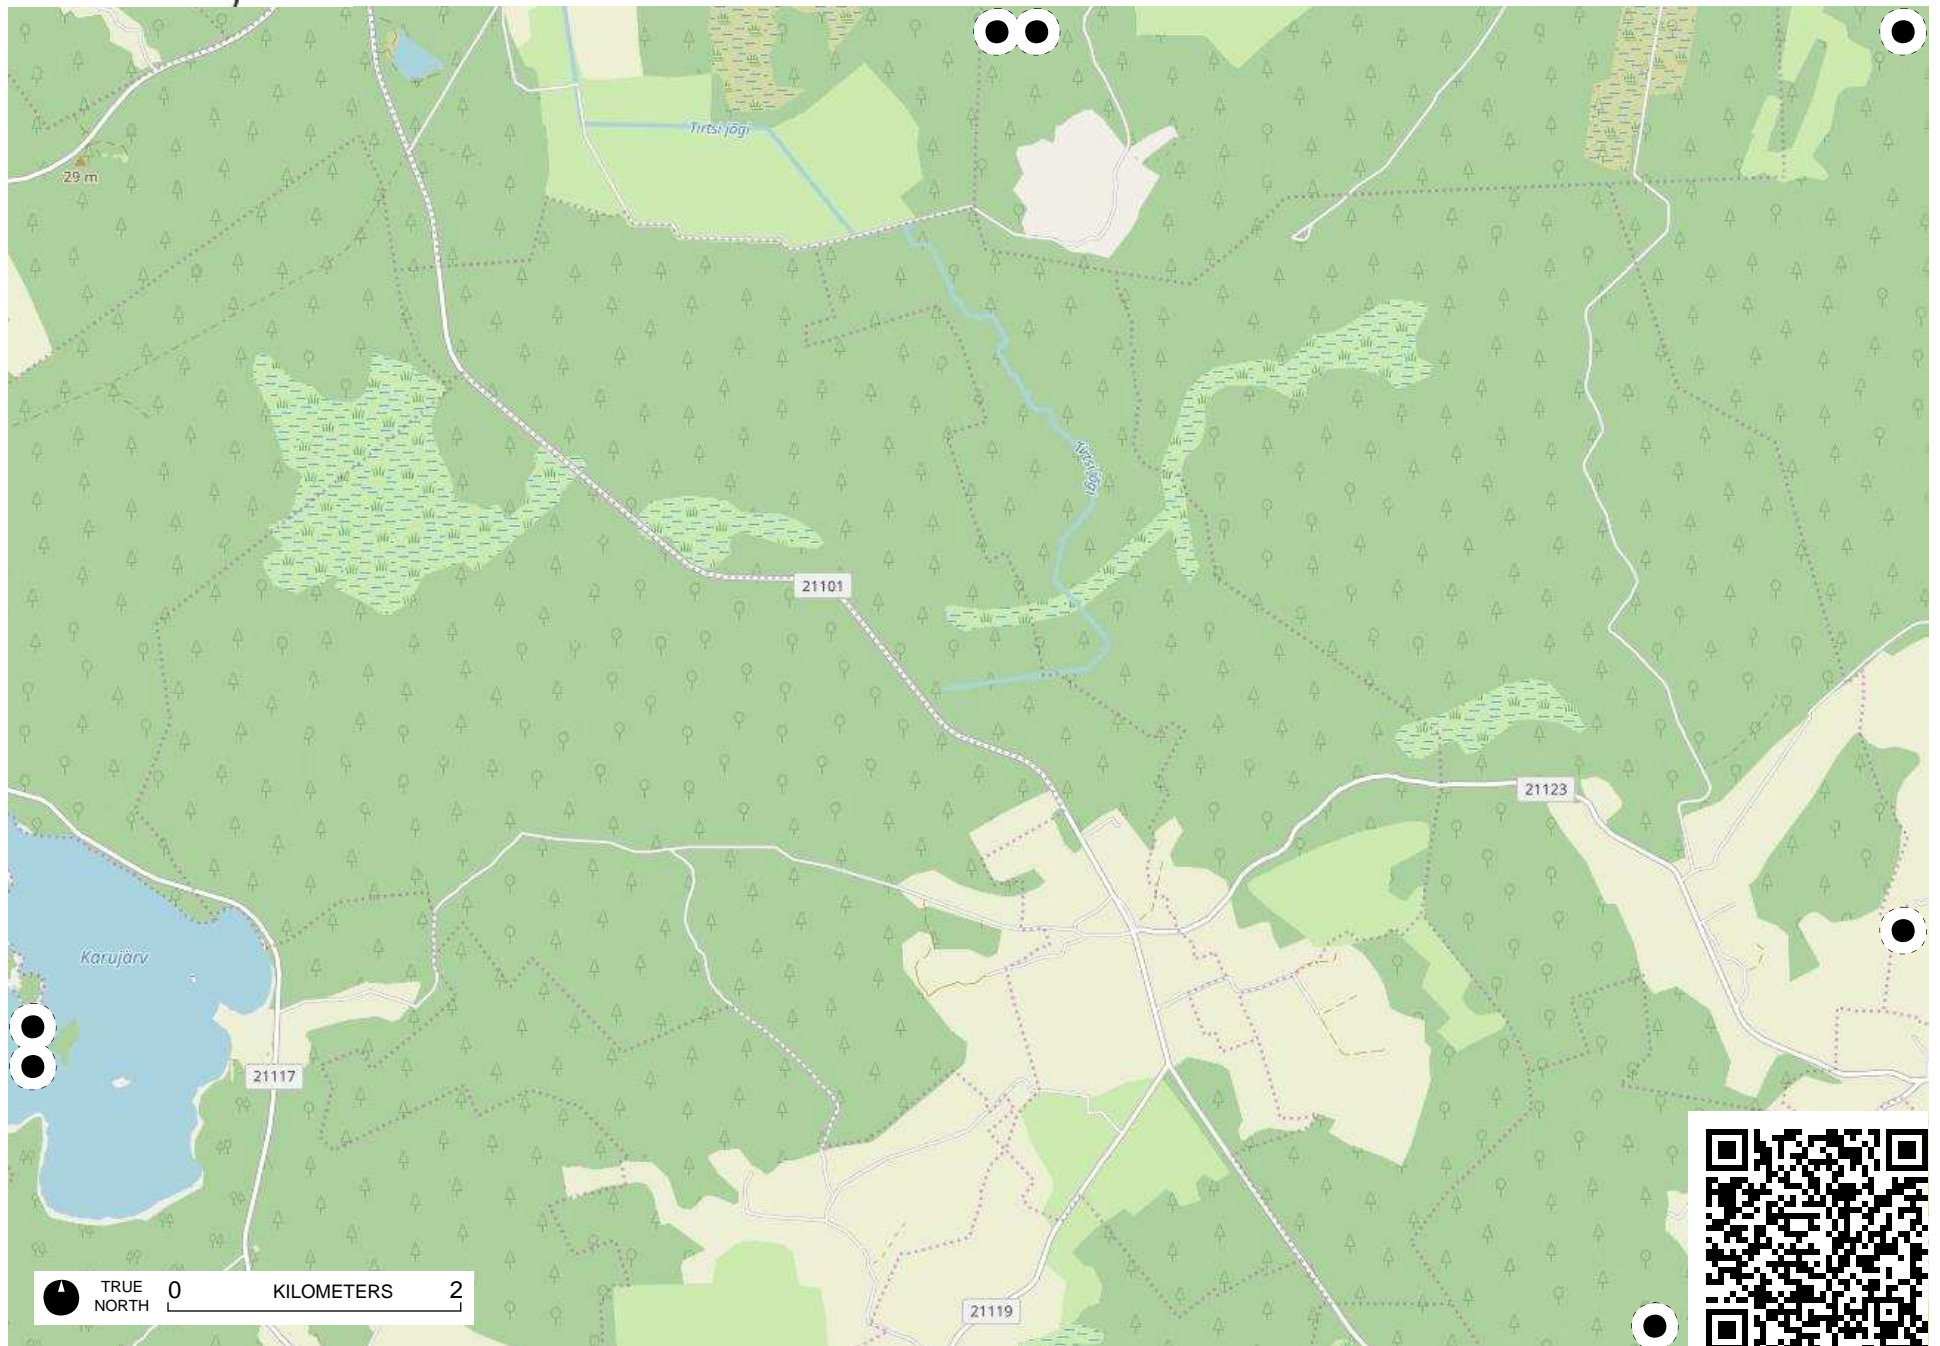 Tirtsi jõgi
29 m
Tirtsi jõgi
21101
21123
Karujärv
21117
TRUE NORTH
0 KILOMETERS 2
21119